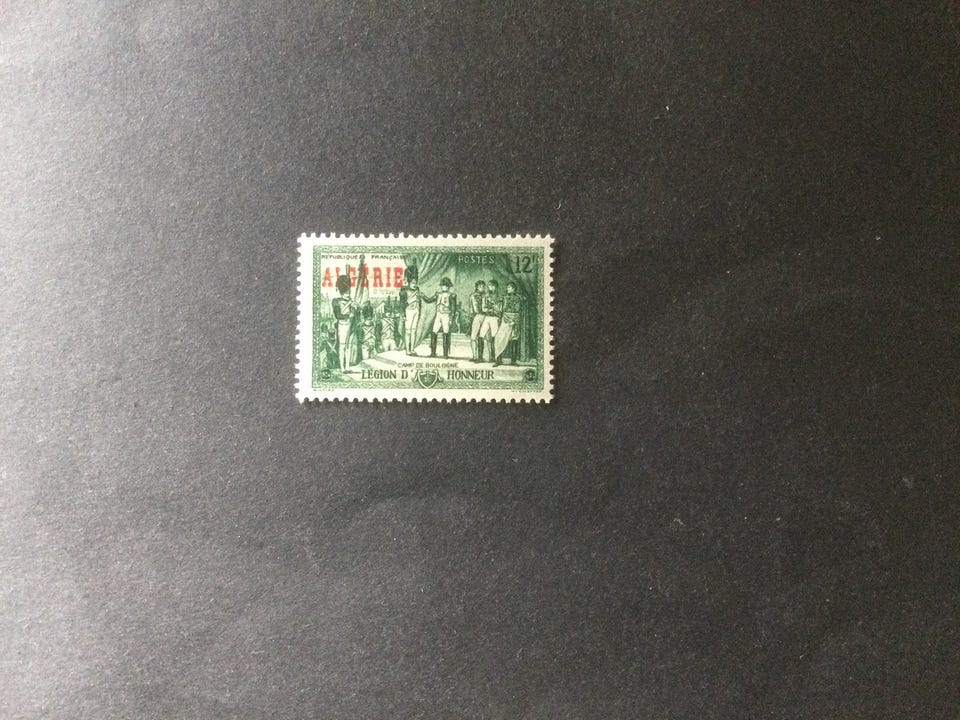 REPUBLIQUE FRANÇAISE
POSTES
12F
ALGÉRIE
CAMP DE BOULOGNE
LEGION D' HONNEUR